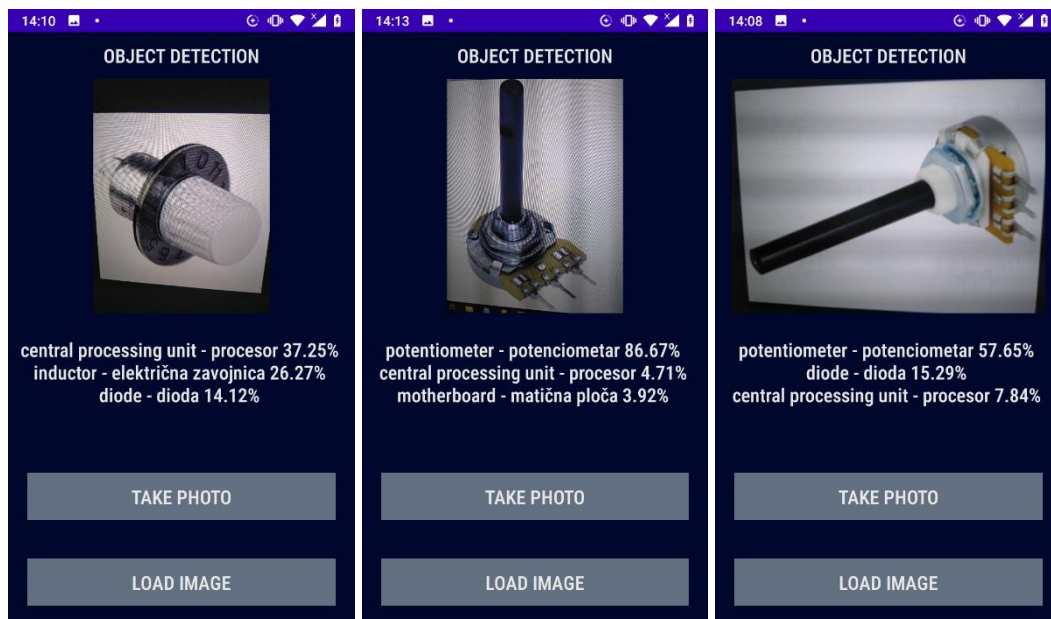 14:10
OBJECT DETECTION
central processing unit - procesor 37.25%
inductor - električna zavojnica 26.27%
diode - dioda 14.12%
TAKE PHOTO
LOAD IMAGE
14:13
OBJECT DETECTION
potentiometer - potenciometar 86.67%
central processing unit - procesor 4.71%
motherboard - matična ploča 3.92%
TAKE PHOTO
LOAD IMAGE
14:08
OBJECT DETECTION
potentiometer - potenciometar 57.65%
diode - dioda 15.29%
central processing unit - procesor 7.84%
TAKE PHOTO
LOAD IMAGE